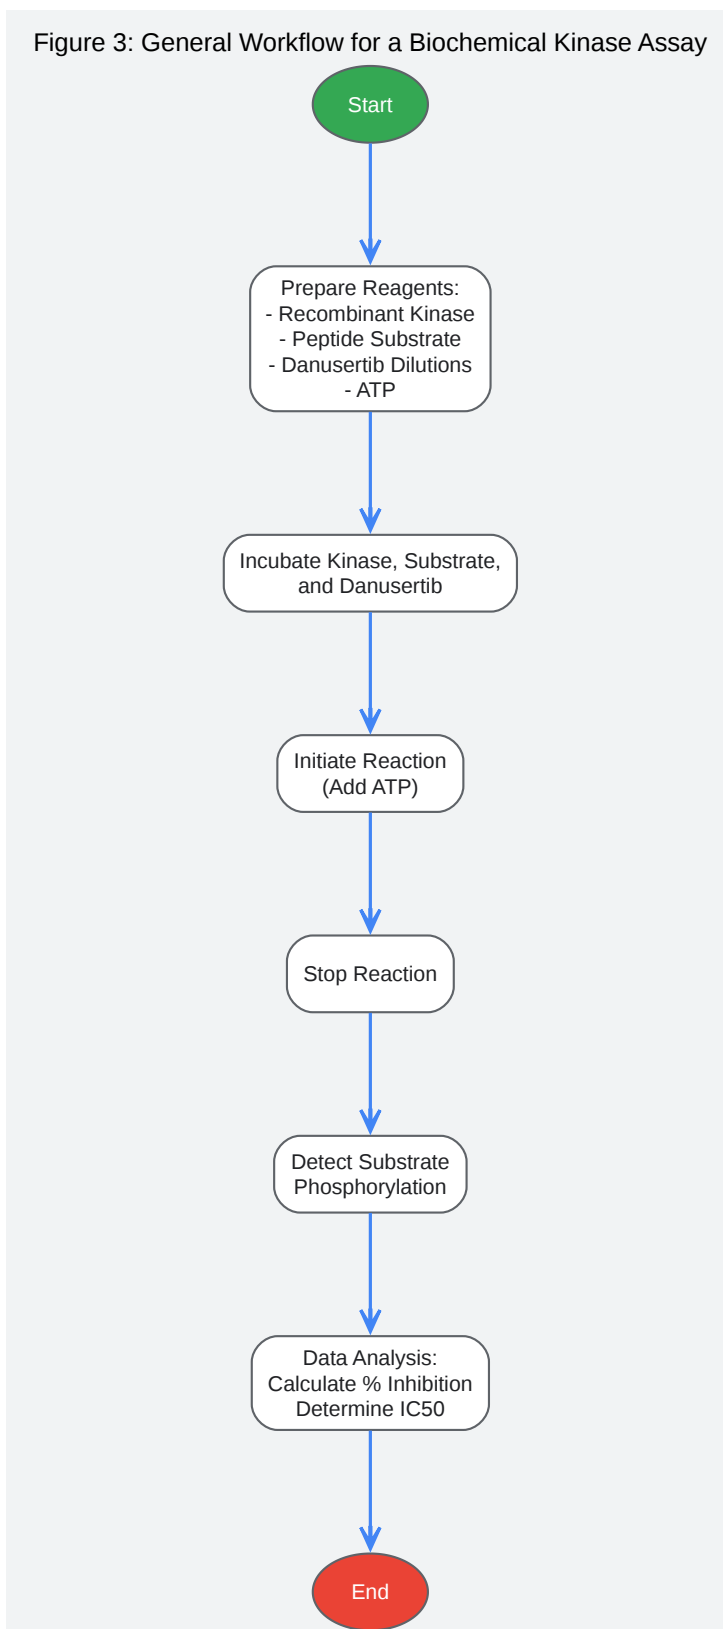 Figure 3: General Workflow for a Biochemical Kinase Assay
Start
Prepare Reagents:
- Recombinant Kinase
- Peptide Substrate
- Danusertib Dilutions
- ATP
Incubate Kinase, Substrate,
and Danusertib
Initiate Reaction
(Add ATP)
Stop Reaction
Detect Substrate
Phosphorylation
Data Analysis:
Calculate % Inhibition
Determine IC50
End